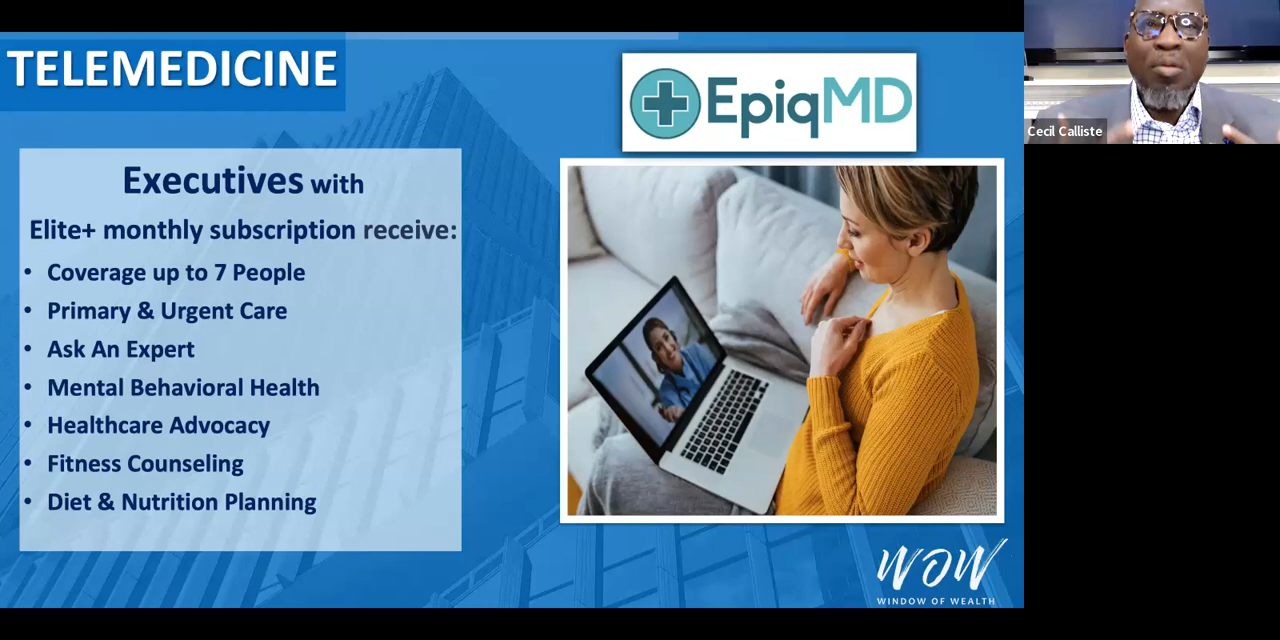 TELEMEDICINE
EpiqMD
Executives with
Elite+ monthly subscription receive:
• Coverage up to 7 People
• Primary & Urgent Care
• Ask An Expert
• Mental Behavioral Health
• Healthcare Advocacy
• Fitness Counseling
• Diet & Nutrition Planning
WOW
WINDOW OF WEALTH
Cecil Calliste